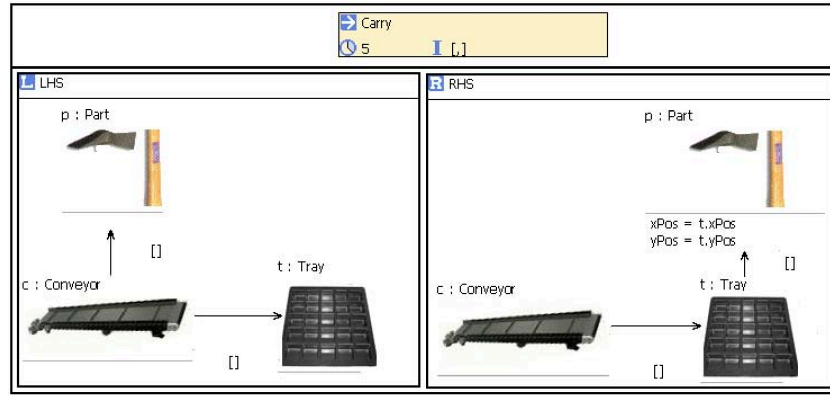 Carry
5 I [,]
L LHS
p : Part
[]
t : Tray
c : Conveyor
[]
R RHS
p : Part
xPos = t.xPos
yPos = t.yPos
[]
t : Tray
c : Conveyor
[]